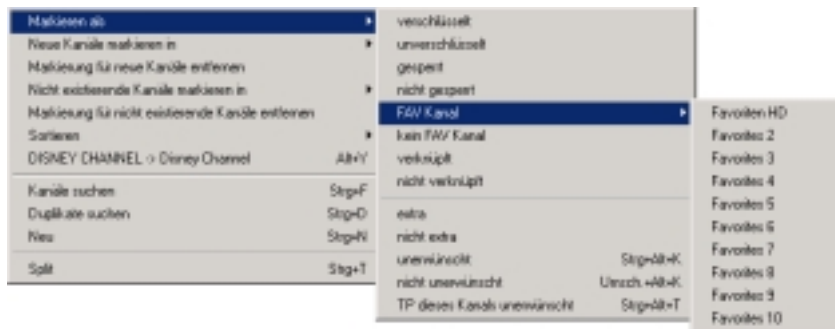 Markieren als
Neue Kanäle markieren in
Markierung für neue Kanäle entfernen
Nicht existierende Kanäle markieren in
Markierung für nicht existierende Kanäle entfernen
Sortieren
DISNEY CHANNEL -> Disney Channel Alt+Y
Kanäle suchen Strg+F
Duplikate suchen Strg+D
Neu Strg+N
Split Strg+T
verschlüsselt
unverschlüsselt
gesperrt
nicht gesperrt
FAV Kanal
kein FAV Kanal
verknüpft
nicht verknüpft
extra
nicht extra
unerwünscht Strg+Alt+K
nicht unerwünscht Umsch.+Alt+K
TP dieses Kanals unerwünscht Strg+Alt+T
Favoriten HD
Favorites 2
Favorites 3
Favorites 4
Favorites 5
Favorites 6
Favorites 7
Favorites 8
Favorites 9
Favorites 10